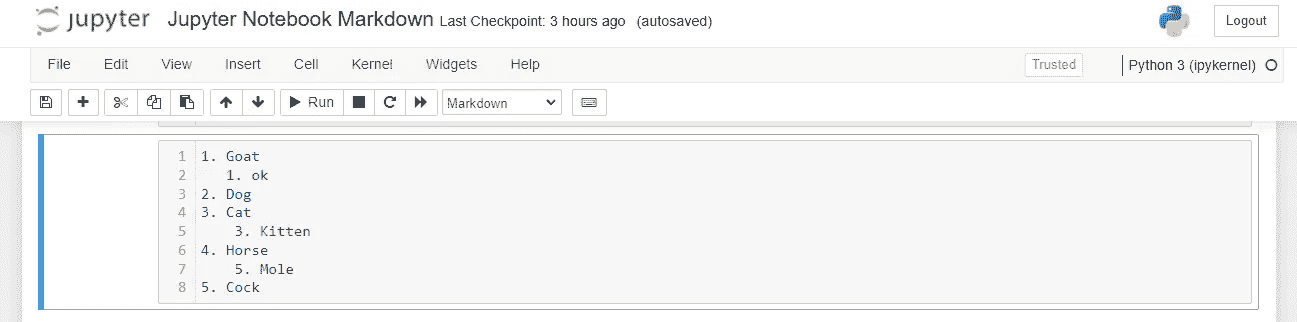 jupyter Jupyter Notebook Markdown Last Checkpoint: 3 hours ago (autosaved) Logout
File Edit View Insert Cell Kernel Widgets Help Trusted Python 3 (ipykernel)
Run Markdown
1 1. Goat
2 1. ok
3 2. Dog
4 3. Cat
5 3. Kitten
6 4. Horse
7 5. Mole
8 5. Cock